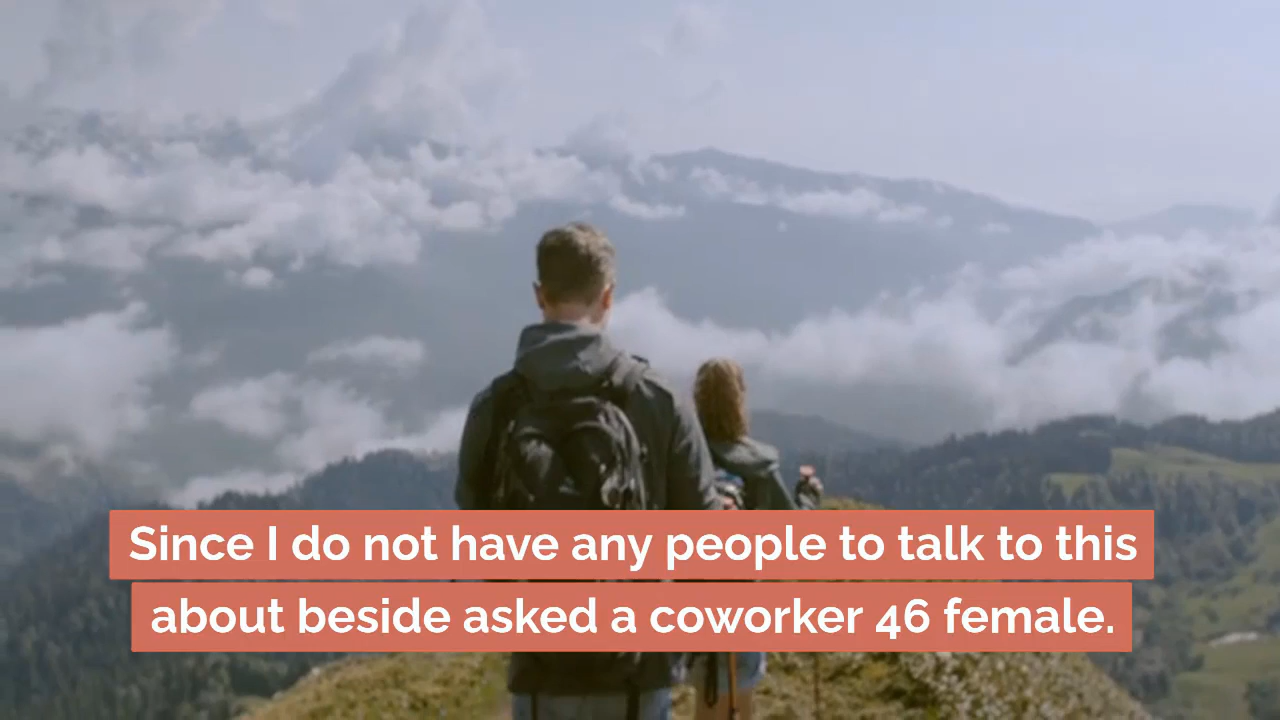 Since I do not have any people to talk to this
about beside asked a coworker 46 female.